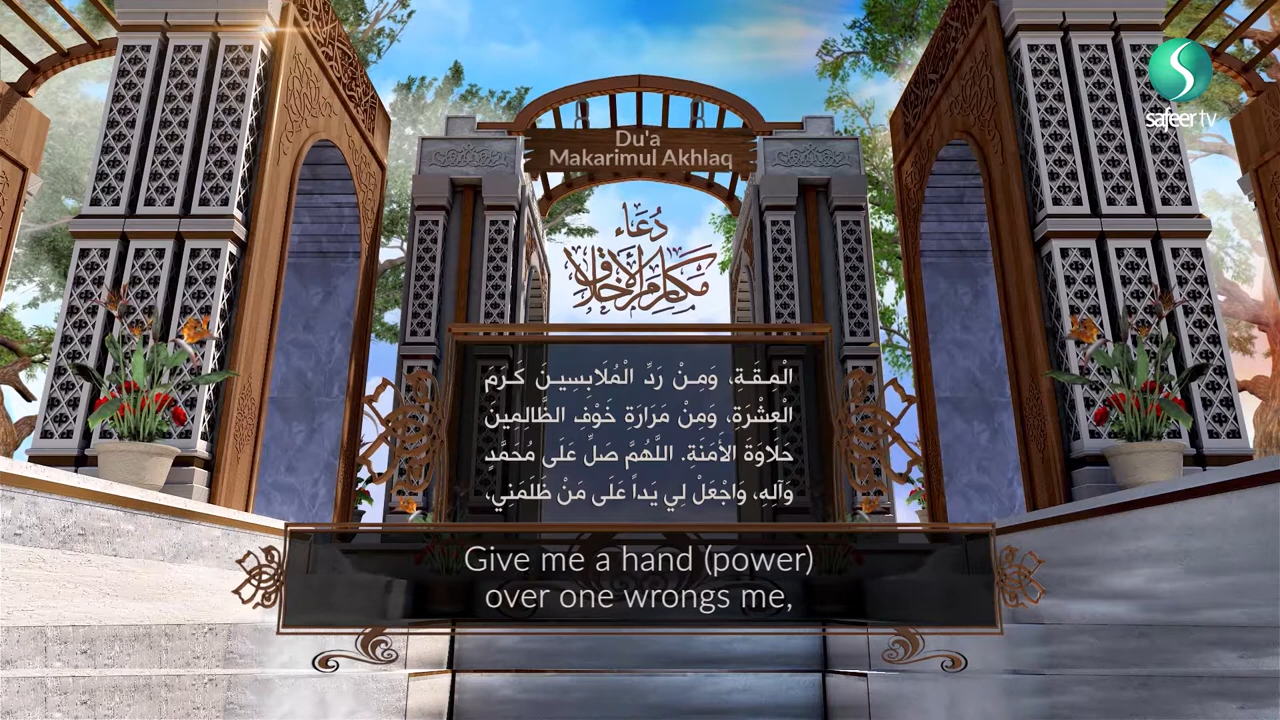 safeer tv
Du'a
Makarimul Akhlaq
دُعَاء
مَكَارِمُ الأَخْلَاقِ
الْمِقَةِ، وَمِنْ رَدِّ الْمُلَابِسِينَ كَرَمَ
الْعِشْرَةِ، وَمِنْ مَرَارَةِ خَوْفِ الظَّالِمِينَ
حَلَاوَةَ الأَمَنَةِ. اللَّهُمَّ صَلِّ عَلَى مُحَمَّدٍ
وَآلِهِ، وَاجْعَلْ لِي يَداً عَلَى مَنْ ظَلَمَنِي،
Give me a hand (power)
over one wrongs me,